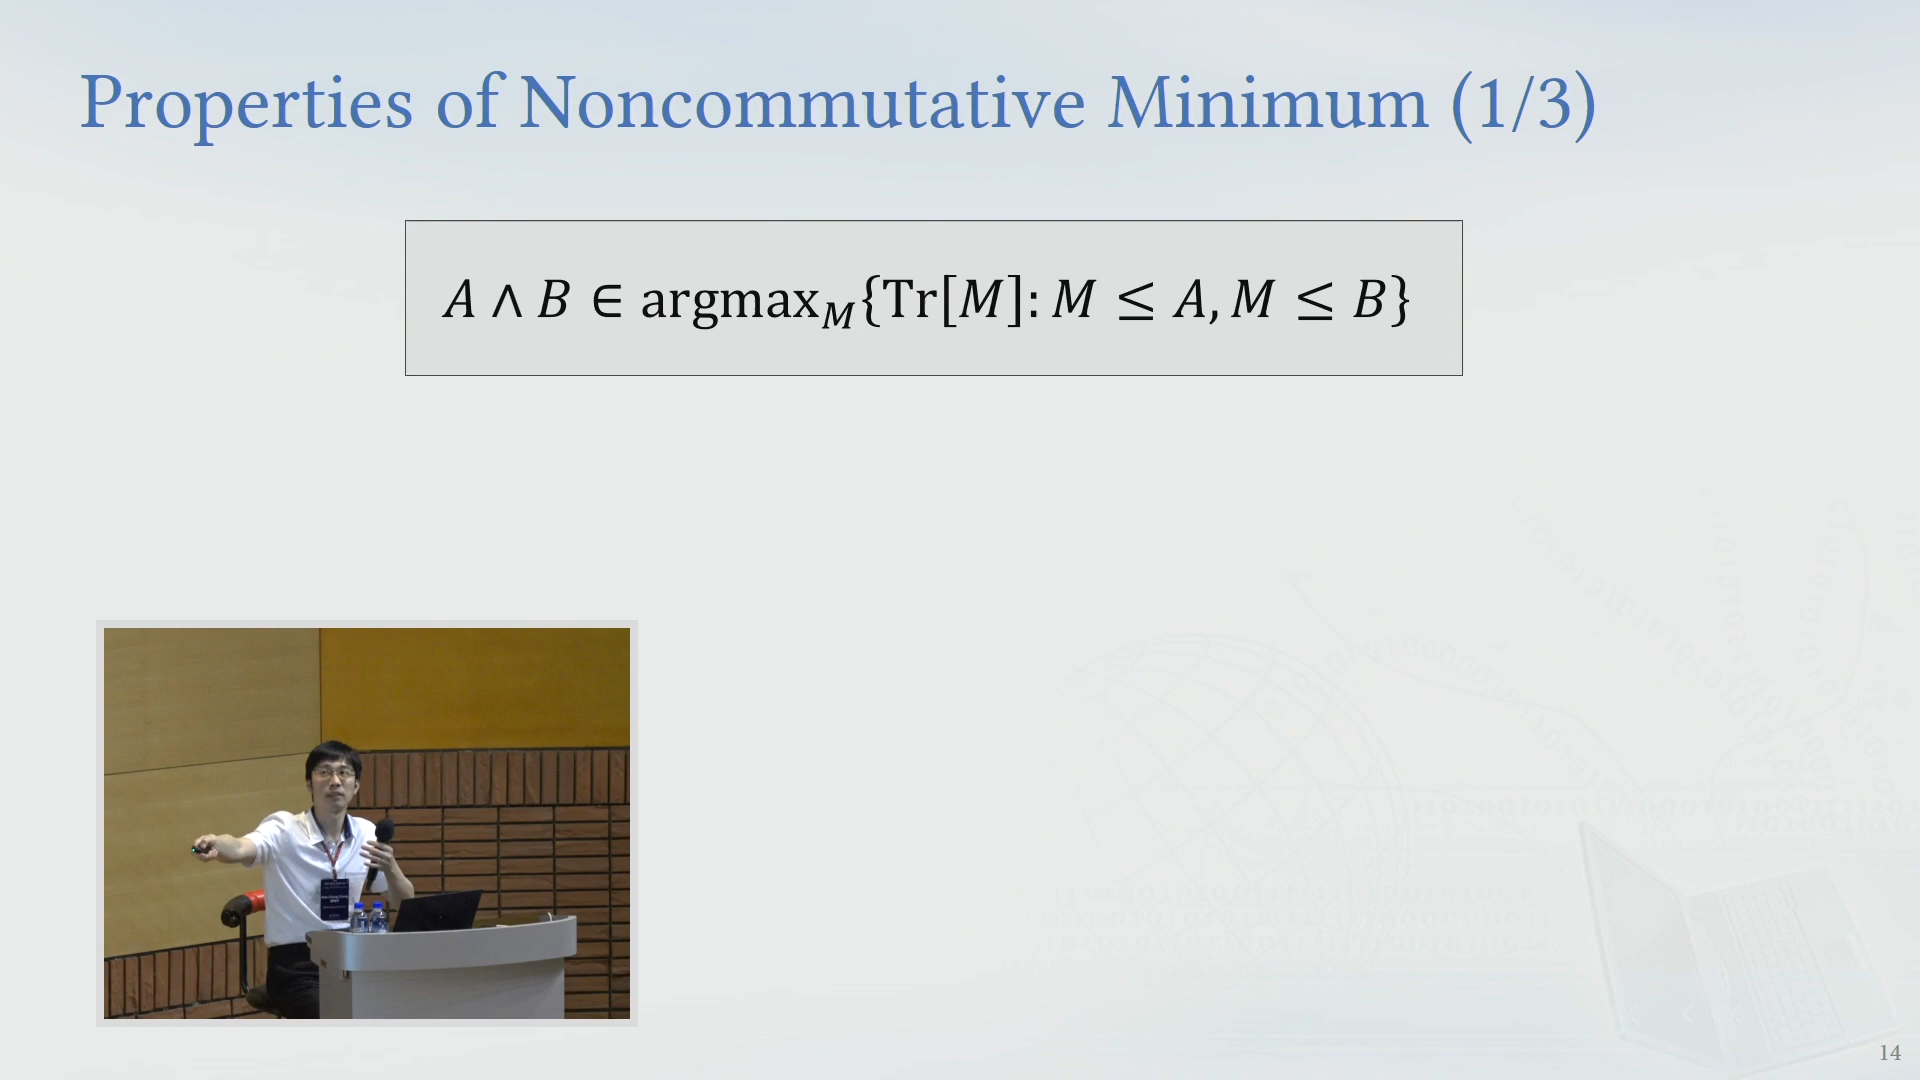 Properties of Noncommutative Minimum (1/3)
A ∧ B ∈ argmax_M{Tr[M]: M ≤ A, M ≤ B}
14